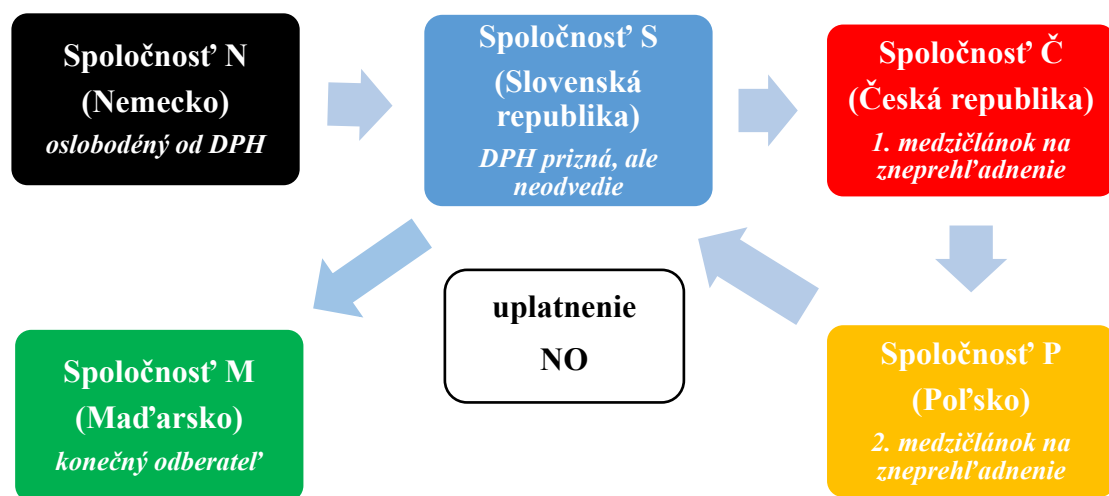 Spoločnosť N
(Nemecko)
oslobodéný od DPH
Spoločnosť S
(Slovenská
republika)
DPH prizná, ale
neodvedie
Spoločnosť Č
(Česká republika)
1. medzičlánok na
zneprehľadnenie
Spoločnosť M
(Maďarsko)
konečný odberateľ
uplatnenie
NO
Spoločnosť P
(Poľsko)
2. medzičlánok na
zneprehľadnenie